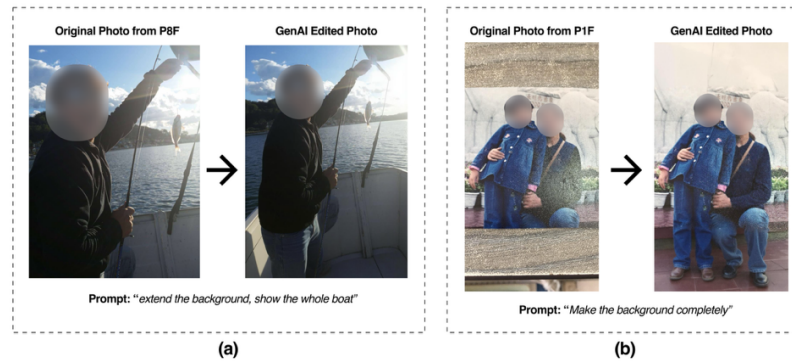 Original Photo from P8F
GenAI Edited Photo
Prompt: “extend the background, show the whole boat”
(a)
Original Photo from P1F
GenAI Edited Photo
Prompt: “Make the background completely”
(b)